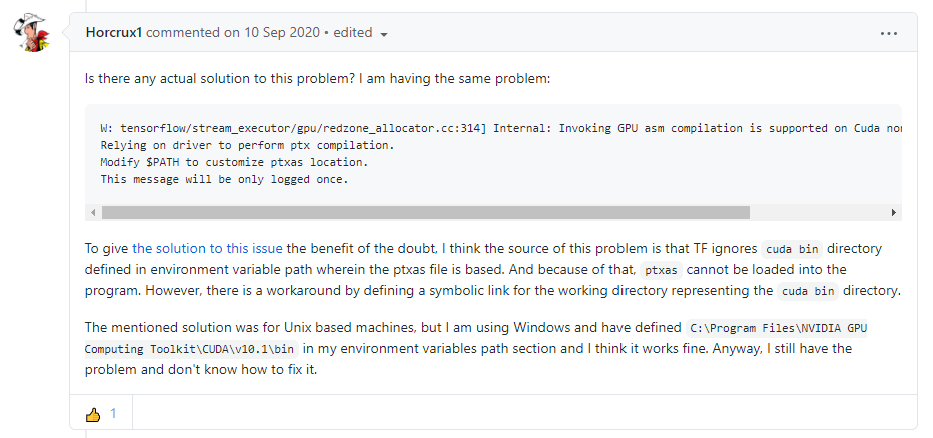 Horcrux1 commented on 10 Sep 2020 • edited
Is there any actual solution to this problem? I am having the same problem:
W: tensorflow/stream_executor/gpu/redzone_allocator.cc:314] Internal: Invoking GPU asm compilation is supported on Cuda
Relying on driver to perform ptx compilation.
Modify $PATH to customize ptxas location.
This message will be only logged once.
To give the solution to this issue the benefit of the doubt, I think the source of this problem is that TF ignores cuda bin directory
defined in environment variable path wherein the ptxas file is based. And because of that, ptxas cannot be loaded into the
program. However, there is a workaround by defining a symbolic link for the working directory representing the cuda bin directory.
The mentioned solution was for Unix based machines, but I am using Windows and have defined C:\Program Files\NVIDIA GPU
Computing Toolkit\CUDA\v10.1\bin in my environment variables path section and I think it works fine. Anyway, I still have the
problem and don't know how to fix it.
1